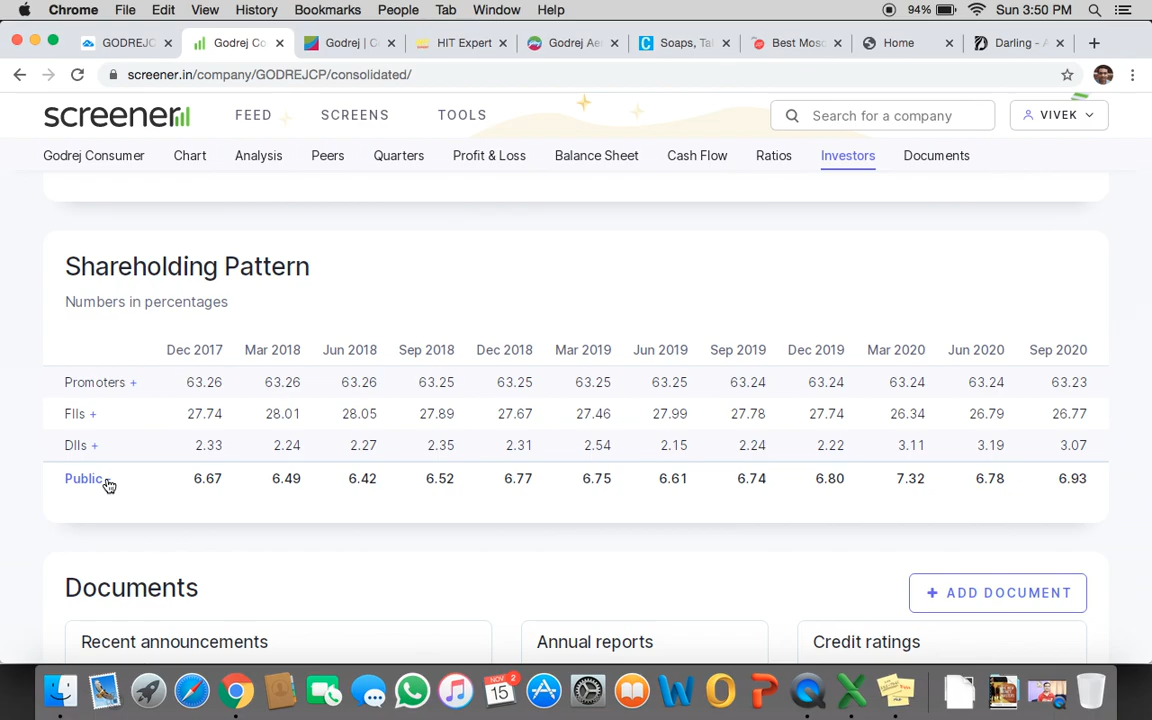 Chrome File Edit View History Bookmarks People Tab Window Help 94% Sun 3:50 PM
GODREJC Godrej Co Godrej | C HIT Expert Godrej Ae Soaps, Tal Best Mosc Home Darling - A
screener.in/company/GODREJCP/consolidated/
screener FEED SCREENS TOOLS Search for a company VIVEK
Godrej Consumer Chart Analysis Peers Quarters Profit & Loss Balance Sheet Cash Flow Ratios Investors Documents
Shareholding Pattern
Numbers in percentages
Dec 2017 Mar 2018 Jun 2018 Sep 2018 Dec 2018 Mar 2019 Jun 2019 Sep 2019 Dec 2019 Mar 2020 Jun 2020 Sep 2020
Promoters + 63.26 63.26 63.26 63.25 63.25 63.25 63.25 63.24 63.24 63.24 63.24 63.23
FIIs + 27.74 28.01 28.05 27.89 27.67 27.46 27.99 27.78 27.74 26.34 26.79 26.77
DIIs + 2.33 2.24 2.27 2.35 2.31 2.54 2.15 2.24 2.22 3.11 3.19 3.07
Public 6.67 6.49 6.42 6.52 6.77 6.75 6.61 6.74 6.80 7.32 6.78 6.93
Documents
+ ADD DOCUMENT
Recent announcements Annual reports Credit ratings
NOV 15 2